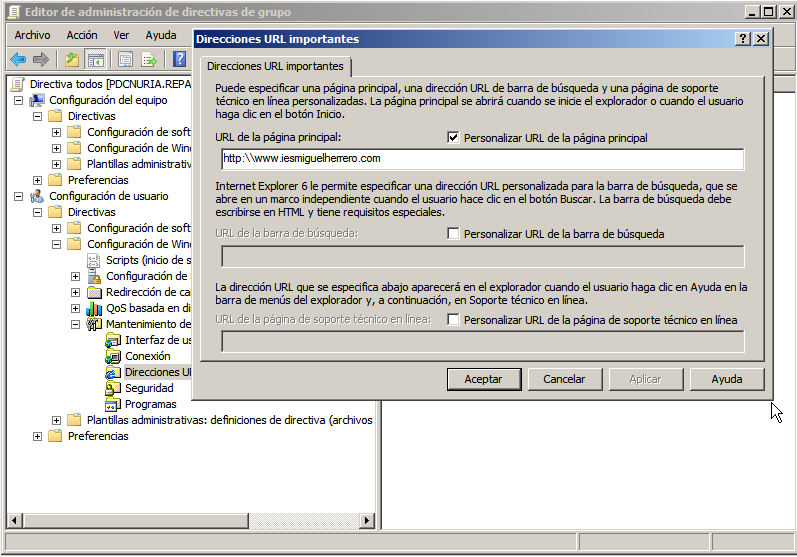 Editor de administración de directivas de grupo
Archivo Acción Ver Ayuda
Directiva todos [PDCNURIA.REPA
Configuración del equipo
Directivas
Configuración de soft
Configuración de Wind
Plantillas administrativ
Preferencias
Configuración de usuario
Directivas
Configuración de soft
Configuración de Wind
Scripts (inicio de s
Configuración de
Redirección de ca
QoS basada en di
Mantenimiento de
Interfaz de us
Conexión
Direcciones UR
Seguridad
Programas
Plantillas administrativas: definiciones de directiva (archivos
Preferencias
Direcciones URL importantes
Direcciones URL importantes
Puede especificar una página principal, una dirección URL de barra de búsqueda y una página de soporte
técnico en línea personalizadas. La página principal se abrirá cuando se inicie el explorador o cuando el usuario
haga clic en el botón Inicio.
URL de la página principal: Personalizar URL de la página principal
http:\\www.iesmiguelherrero.com
Internet Explorer 6 le permite especificar una dirección URL personalizada para la barra de búsqueda, que se
abre en un marco independiente cuando el usuario hace clic en el botón Buscar. La barra de búsqueda debe
escribirse en HTML y tiene requisitos especiales.
URL de la barra de búsqueda: Personalizar URL de la barra de búsqueda
La dirección URL que se especifica abajo aparecerá en el explorador cuando el usuario haga clic en Ayuda en la
barra de menús del explorador y, a continuación, en Soporte técnico en línea.
URL de la página de soporte técnico en línea: Personalizar URL de la página de soporte técnico en línea
Aceptar Cancelar Aplicar Ayuda